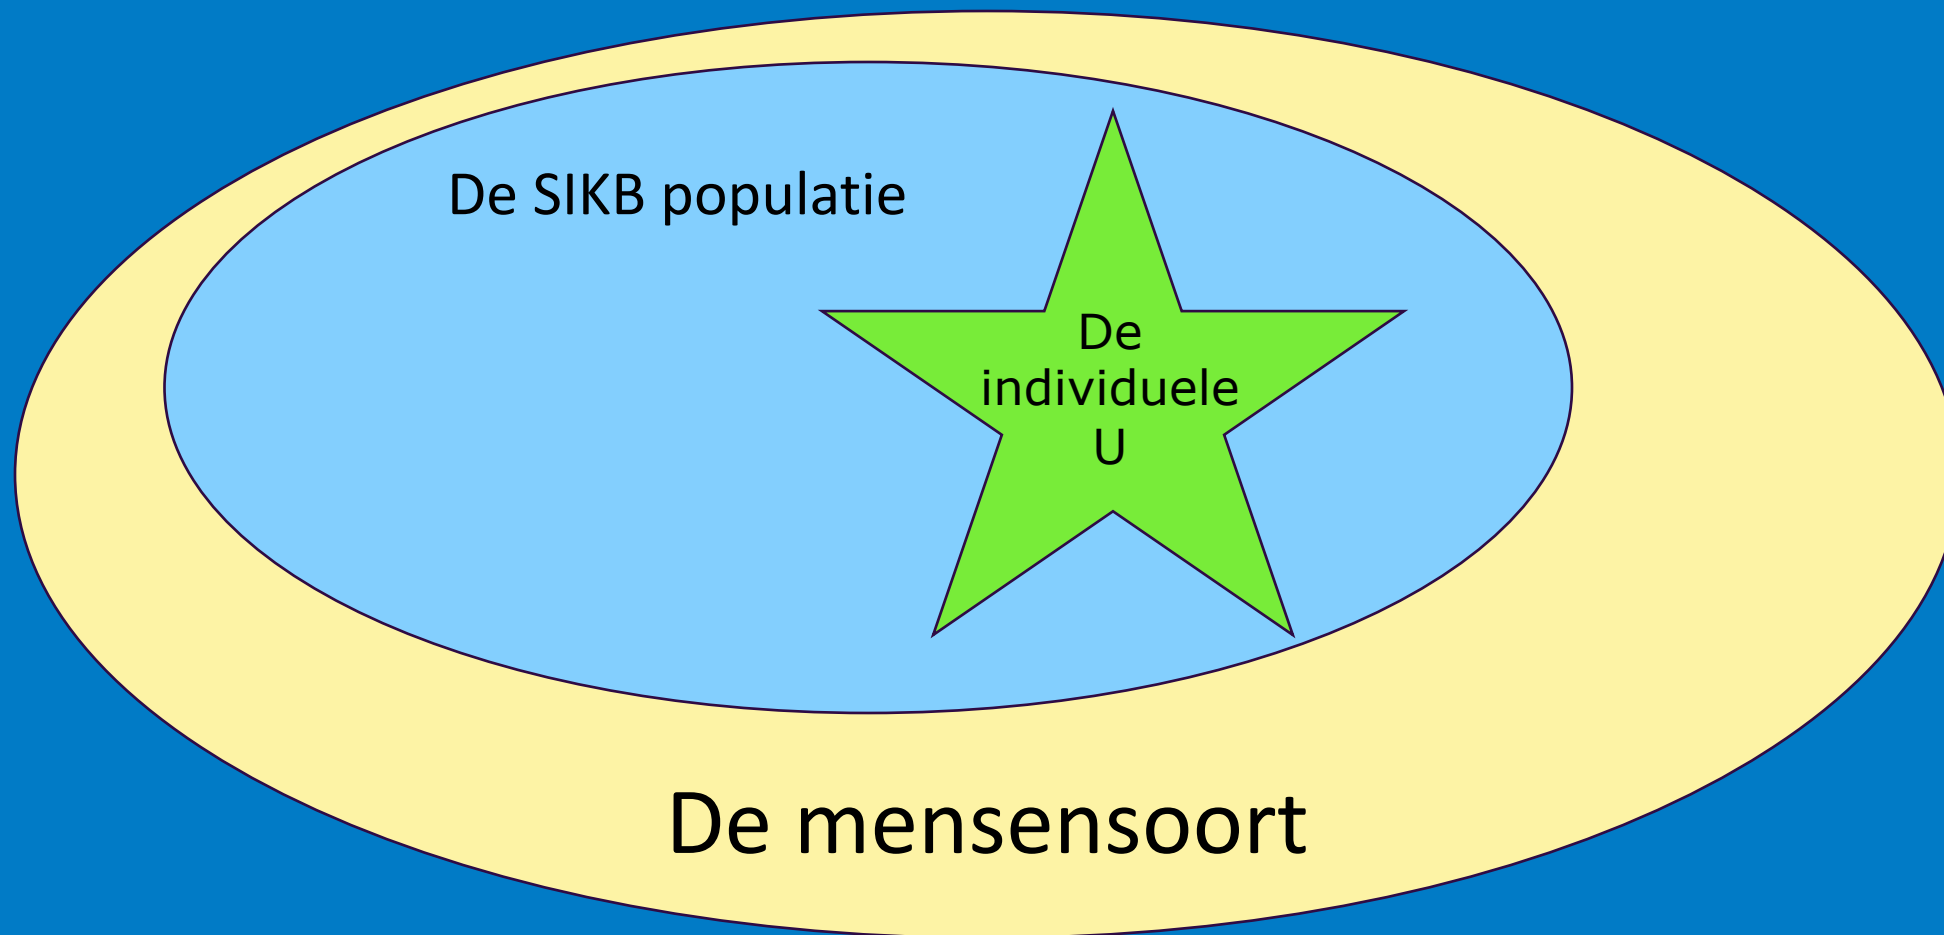 De SIKB populatie
De
individuele
U
De mensensoort